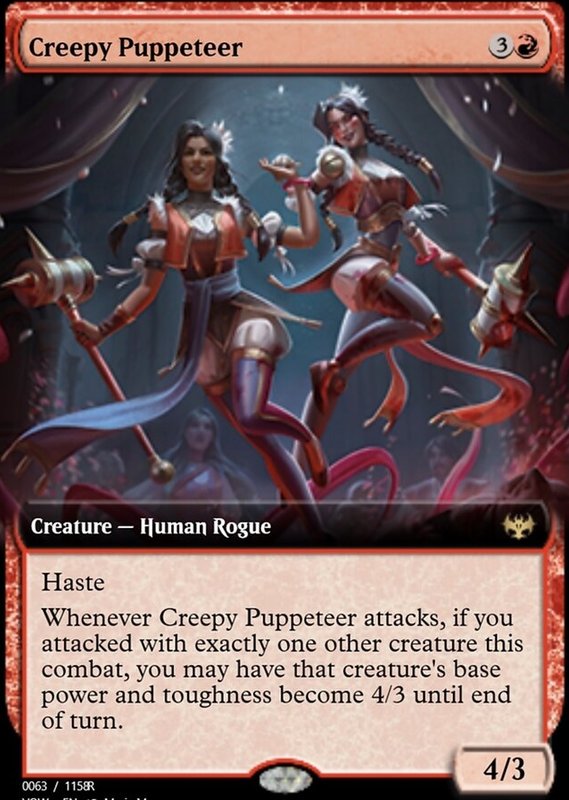 Creepy Puppeteer 3
Creature — Human Rogue
Haste
Whenever Creepy Puppeteer attacks, if you
attacked with exactly one other creature this
combat, you may have that creature's base
power and toughness become 4/3 until end
of turn.
4/3
0063 / 1158R